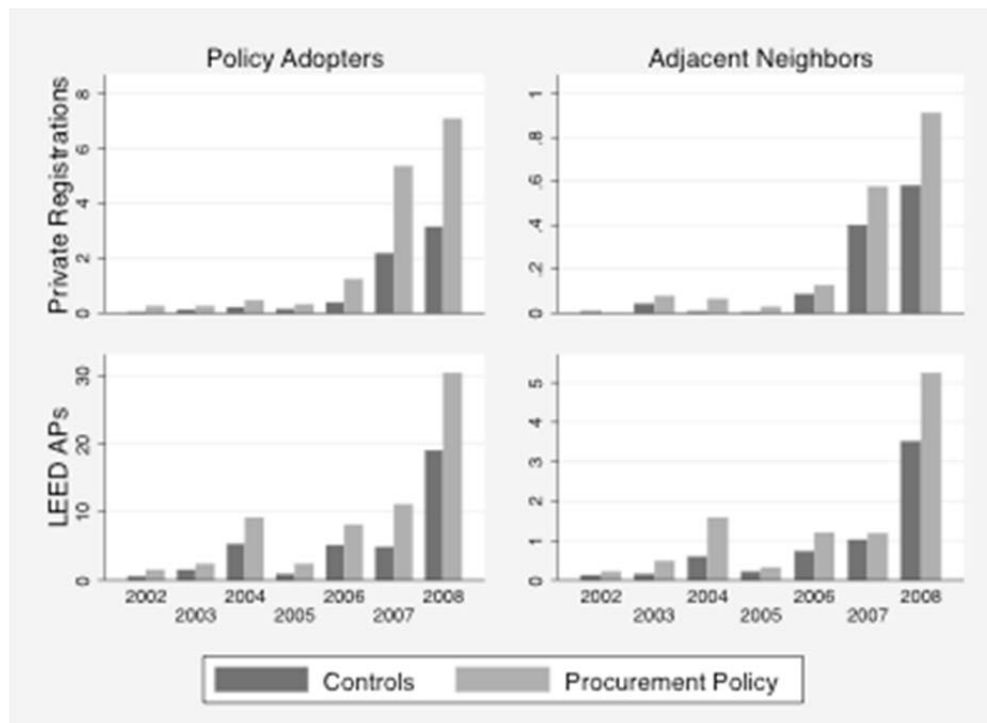 Policy Adopters
Adjacent Neighbors
Private Registrations
8
6
4
2
0
1
.8
.6
.4
.2
0
LEED APs
30
20
10
0
5
4
3
2
1
0
2002 2004 2006 2008
2003 2005 2007
2002 2004 2006 2008
2003 2005 2007
Controls
Procurement Policy